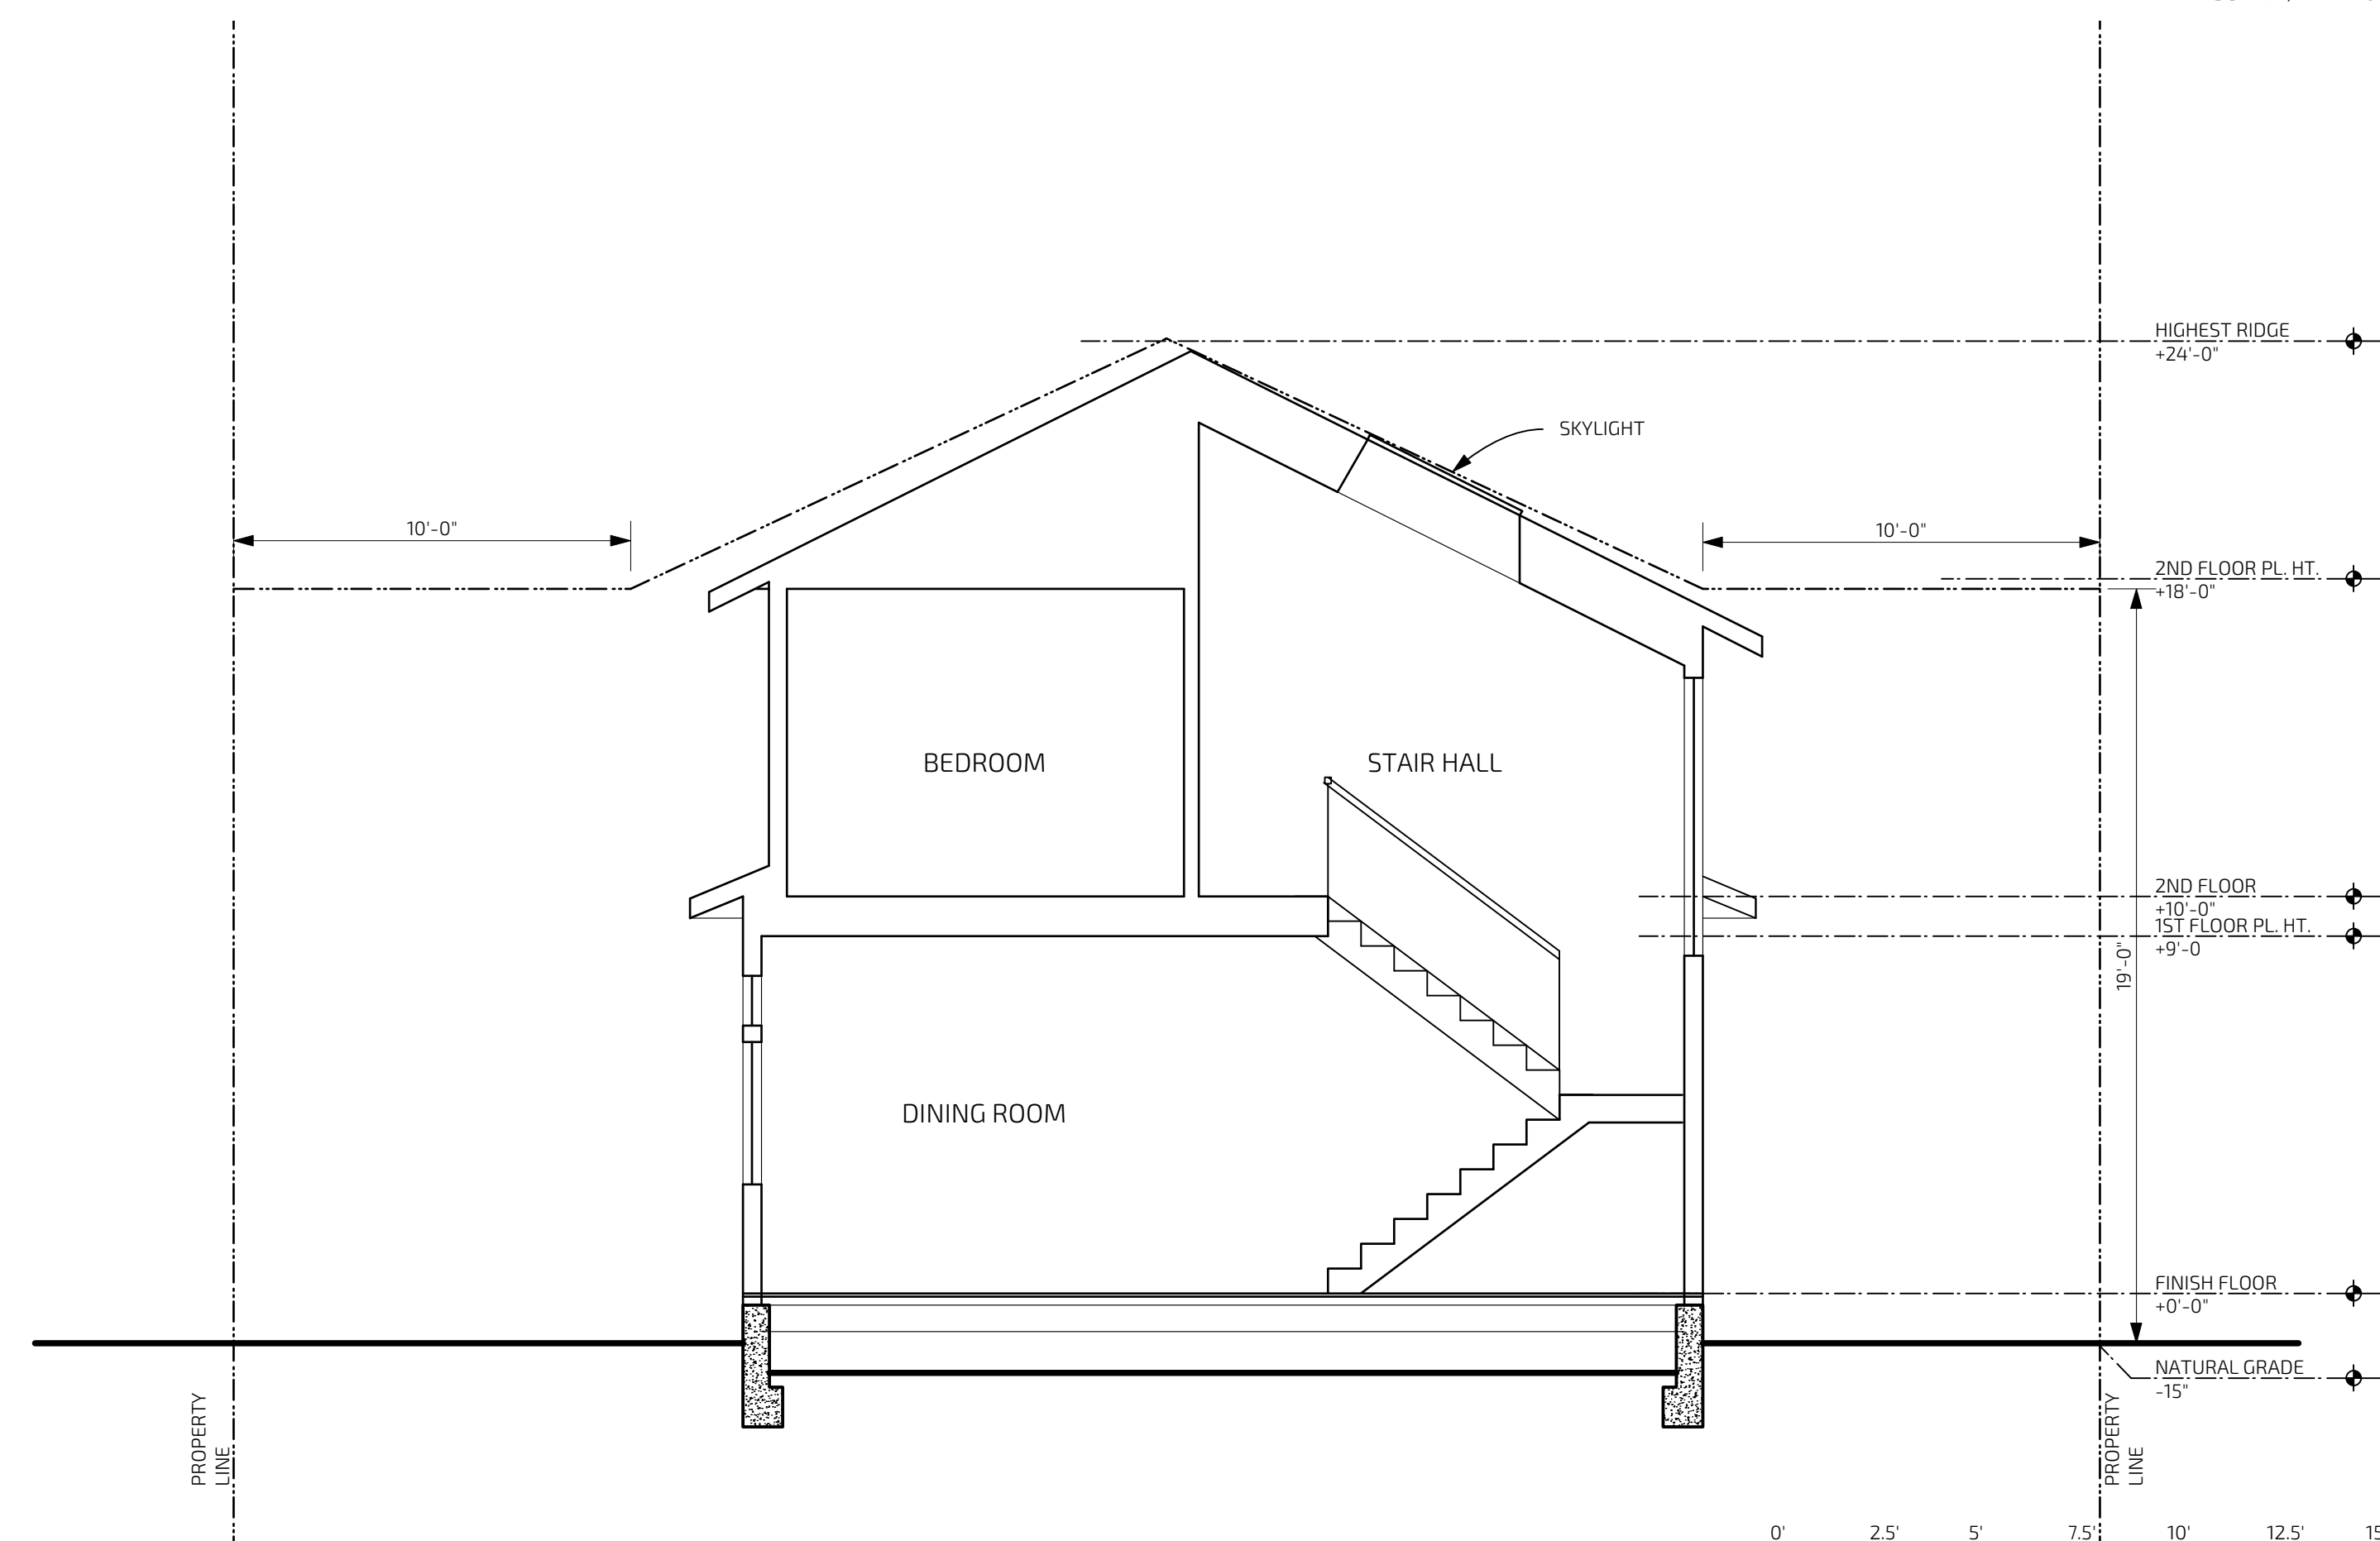 HIGHEST RIDGE
+24'-0"
SKYLIGHT
10'-0"
10'-0"
2ND FLOOR PL. HT.
+18'-0"
BEDROOM
STAIR HALL
2ND FLOOR
+10'-0"
1ST FLOOR PL. HT.
+9'-0
19'-0"
DINING ROOM
FINISH FLOOR
+0'-0"
NATURAL GRADE
-15"
PROPERTY
LINE
PROPERTY
LINE
0' 2.5' 5' 7.5' 10' 12.5'